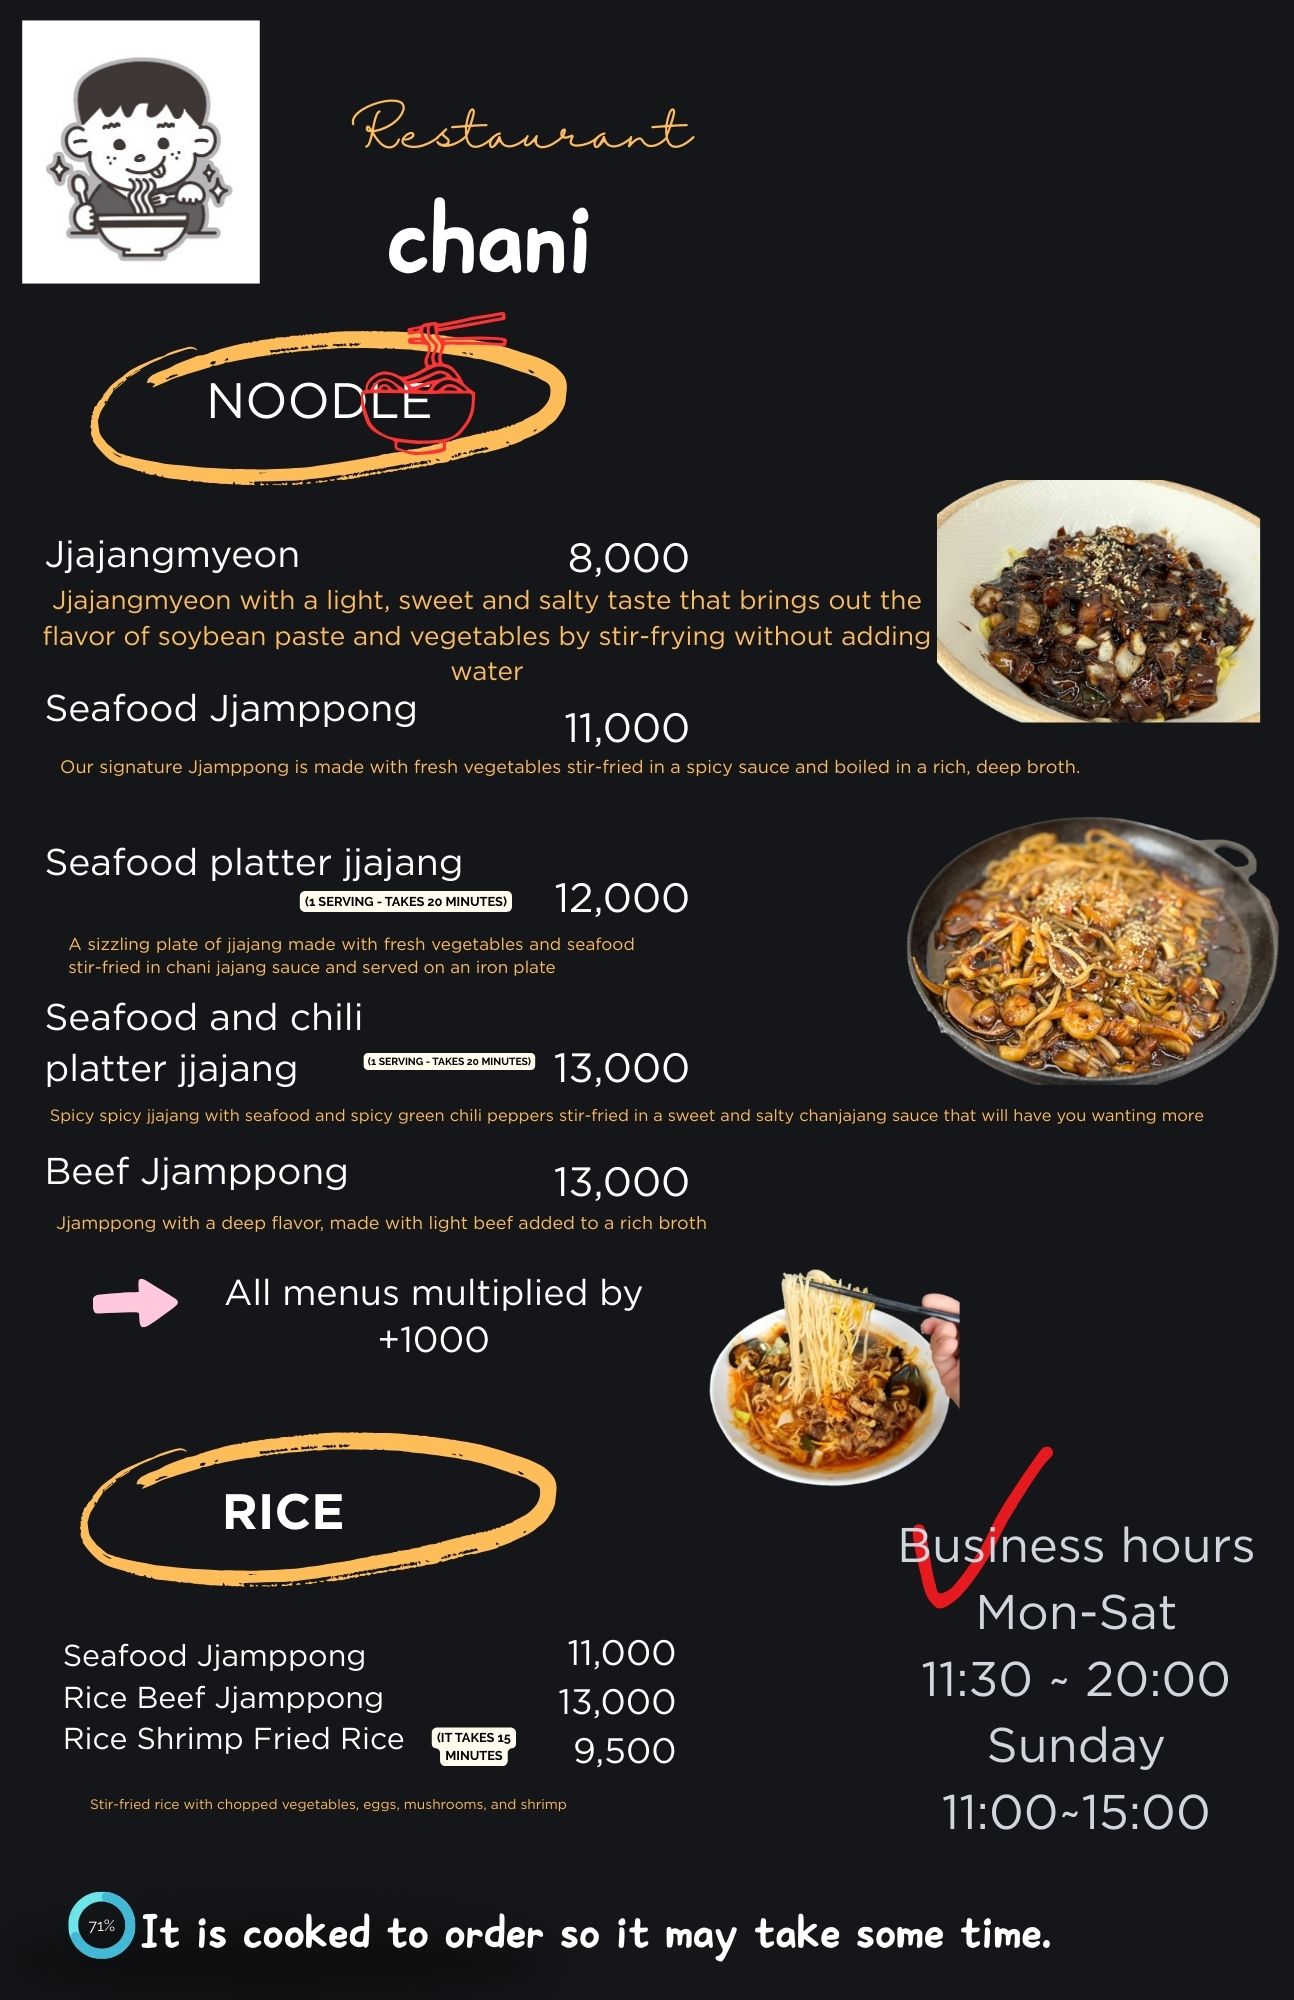 Restaurant
chani
NOODLE
Jjajangmyeon 8,000
Jjajangmyeon with a light, sweet and salty taste that brings out the
flavor of soybean paste and vegetables by stir-frying without adding
water
Seafood Jjamppong 11,000
Our signature Jjamppong is made with fresh vegetables stir-fried in a spicy sauce and boiled in a rich, deep broth.
Seafood platter jjajang
(1 SERVING - TAKES 20 MINUTES) 12,000
A sizzling plate of jjajang made with fresh vegetables and seafood
stir-fried in chani jajang sauce and served on an iron plate
Seafood and chili
platter jjajang (1 SERVING - TAKES 20 MINUTES) 13,000
Spicy spicy jjajang with seafood and spicy green chili peppers stir-fried in a sweet and salty chanjajang sauce that will have you wanting more
Beef Jjamppong 13,000
Jjamppong with a deep flavor, made with light beef added to a rich broth
All menus multiplied by
+1000
RICE
Seafood Jjamppong 11,000
Rice Beef Jjamppong 13,000
Rice Shrimp Fried Rice (IT TAKES 15
MINUTES 9,500
Stir-fried rice with chopped vegetables, eggs, mushrooms, and shrimp
Business hours
Mon-Sat
11:30 ~ 20:00
Sunday
11:00~15:00
71% It is cooked to order so it may take some time.